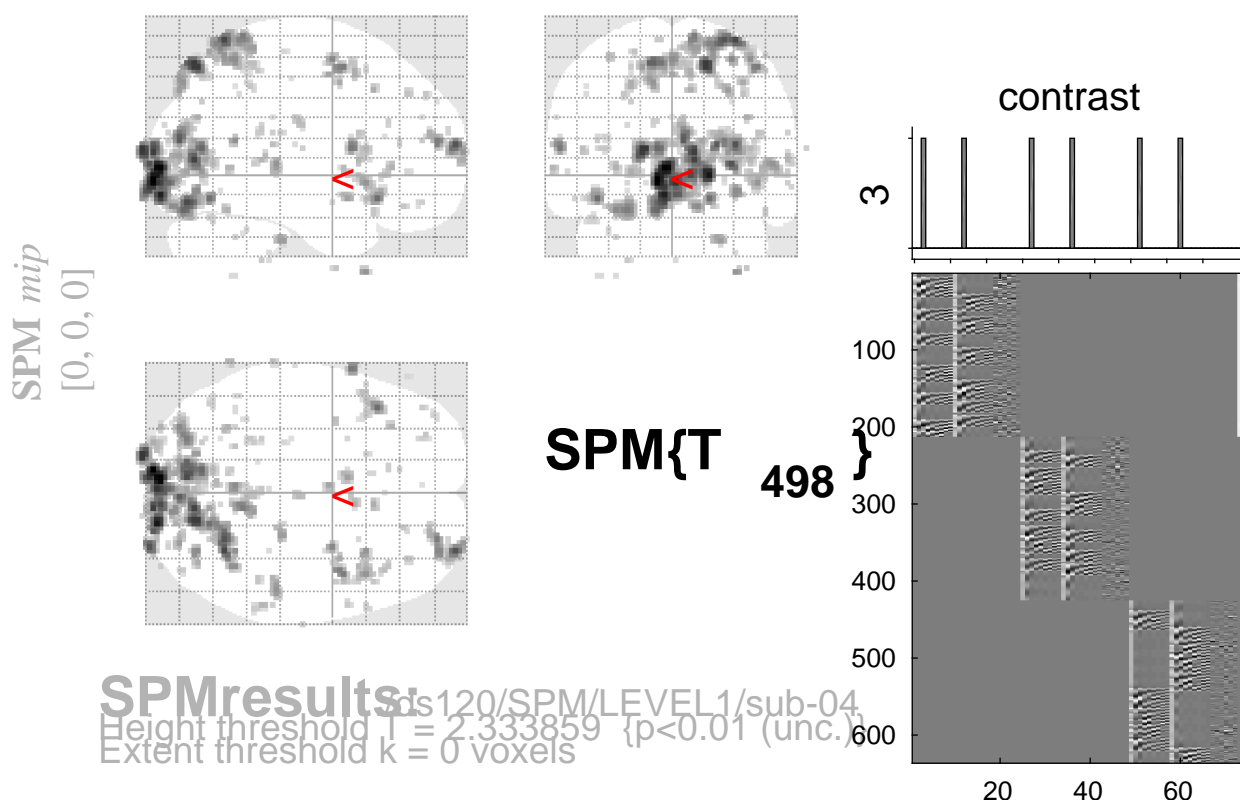 contrast
3
SPM mip
[0, 0, 0]
<
<
<
SPM{T 498 }
100
200
300
400
500
600
20 40 60
SPMresults: /ds120/SPM/LEVEL1/sub-04
Height threshold T = 2.333859 {p<0.01 (unc.)}
Extent threshold k = 0 voxels